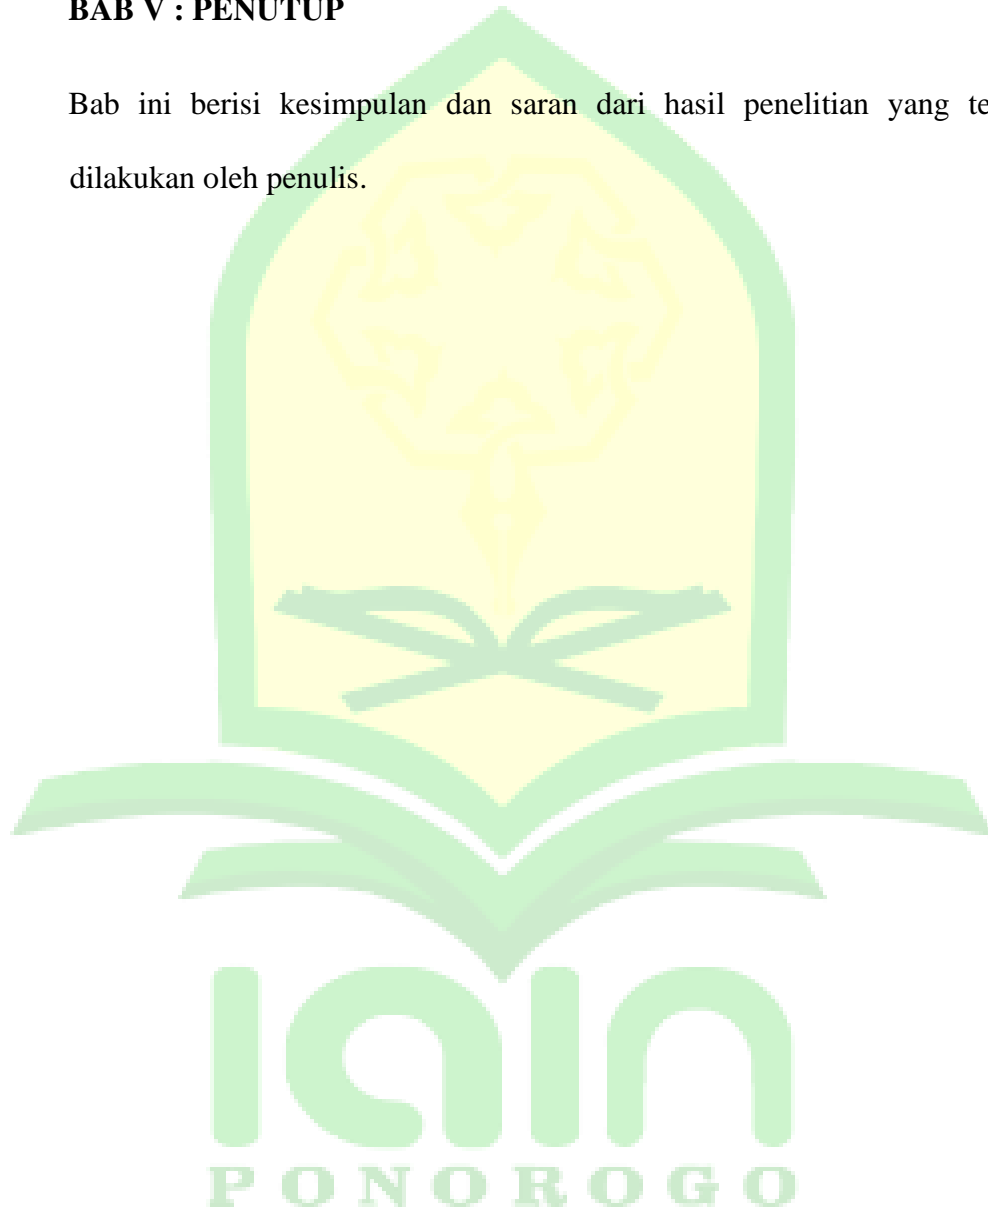 BAB V : PENUTUP
Bab ini berisi kesimpulan dan saran dari hasil penelitian yang te
dilakukan oleh penulis.
iain
PONOROGO